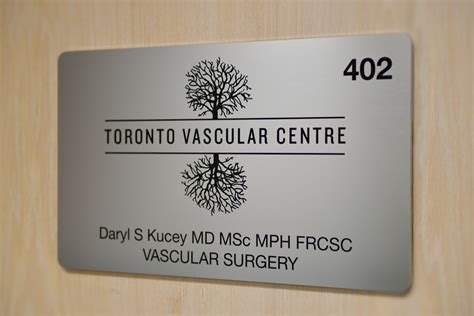 402
TORONTO VASCULAR CENTRE
Daryl S Kucey MD MSc MPH FRCSC
VASCULAR SURGERY